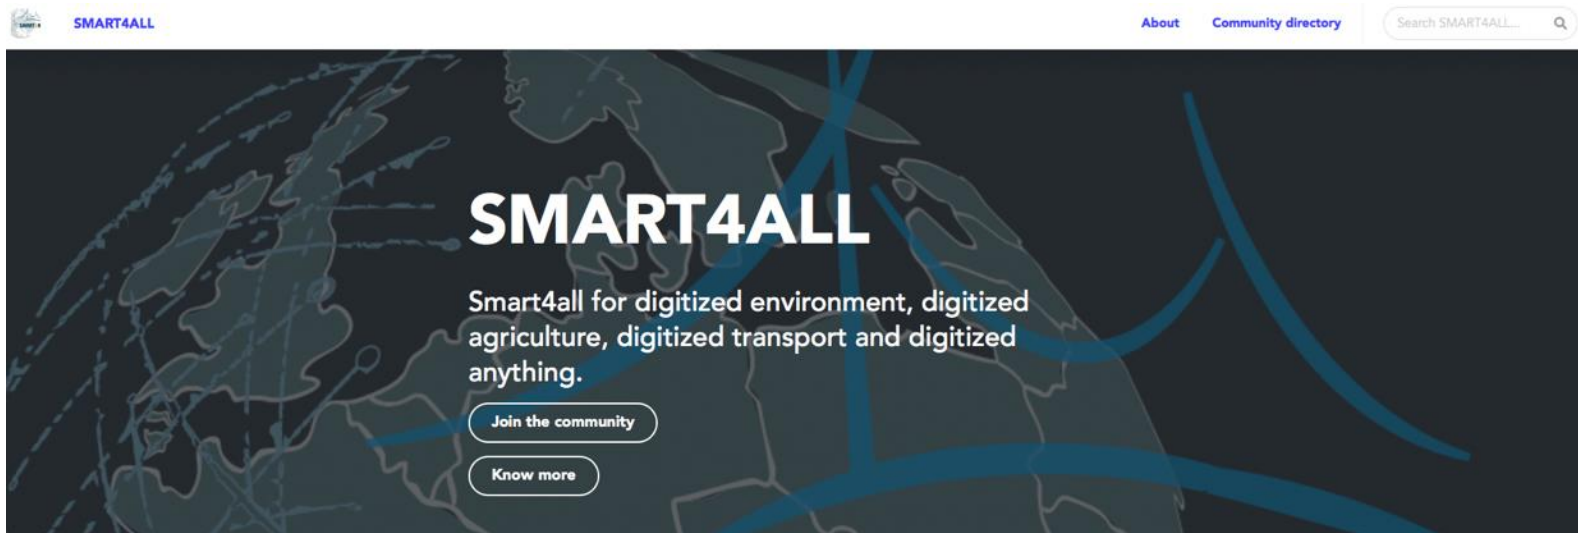 SMART4ALL
About
Community directory
Search SMART4ALL...
SMART4ALL
Smart4all for digitized environment, digitized
agriculture, digitized transport and digitized
anything.
Join the community
Know more